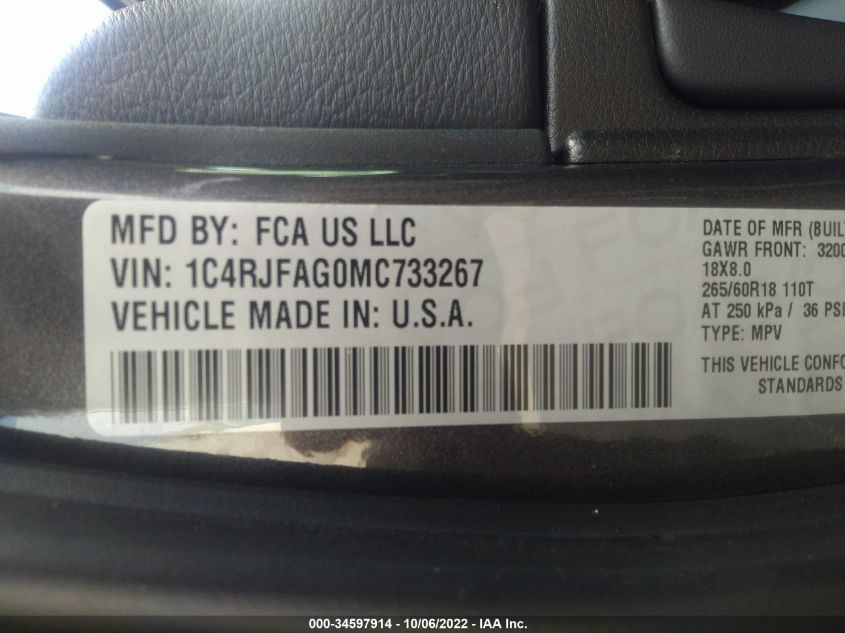 MFD BY: FCA US LLC
VIN: 1C4RJFAG0MC733267
VEHICLE MADE IN: U.S.A.
DATE OF MFR (BUIL
GAWR FRONT: 3200
18X8.0
265/60R18 110T
AT 250 kPa / 36 PSI
TYPE: MPV
THIS VEHICLE CONFO
STANDARDS
000-34597914 - 10/06/2022 - IAA Inc.